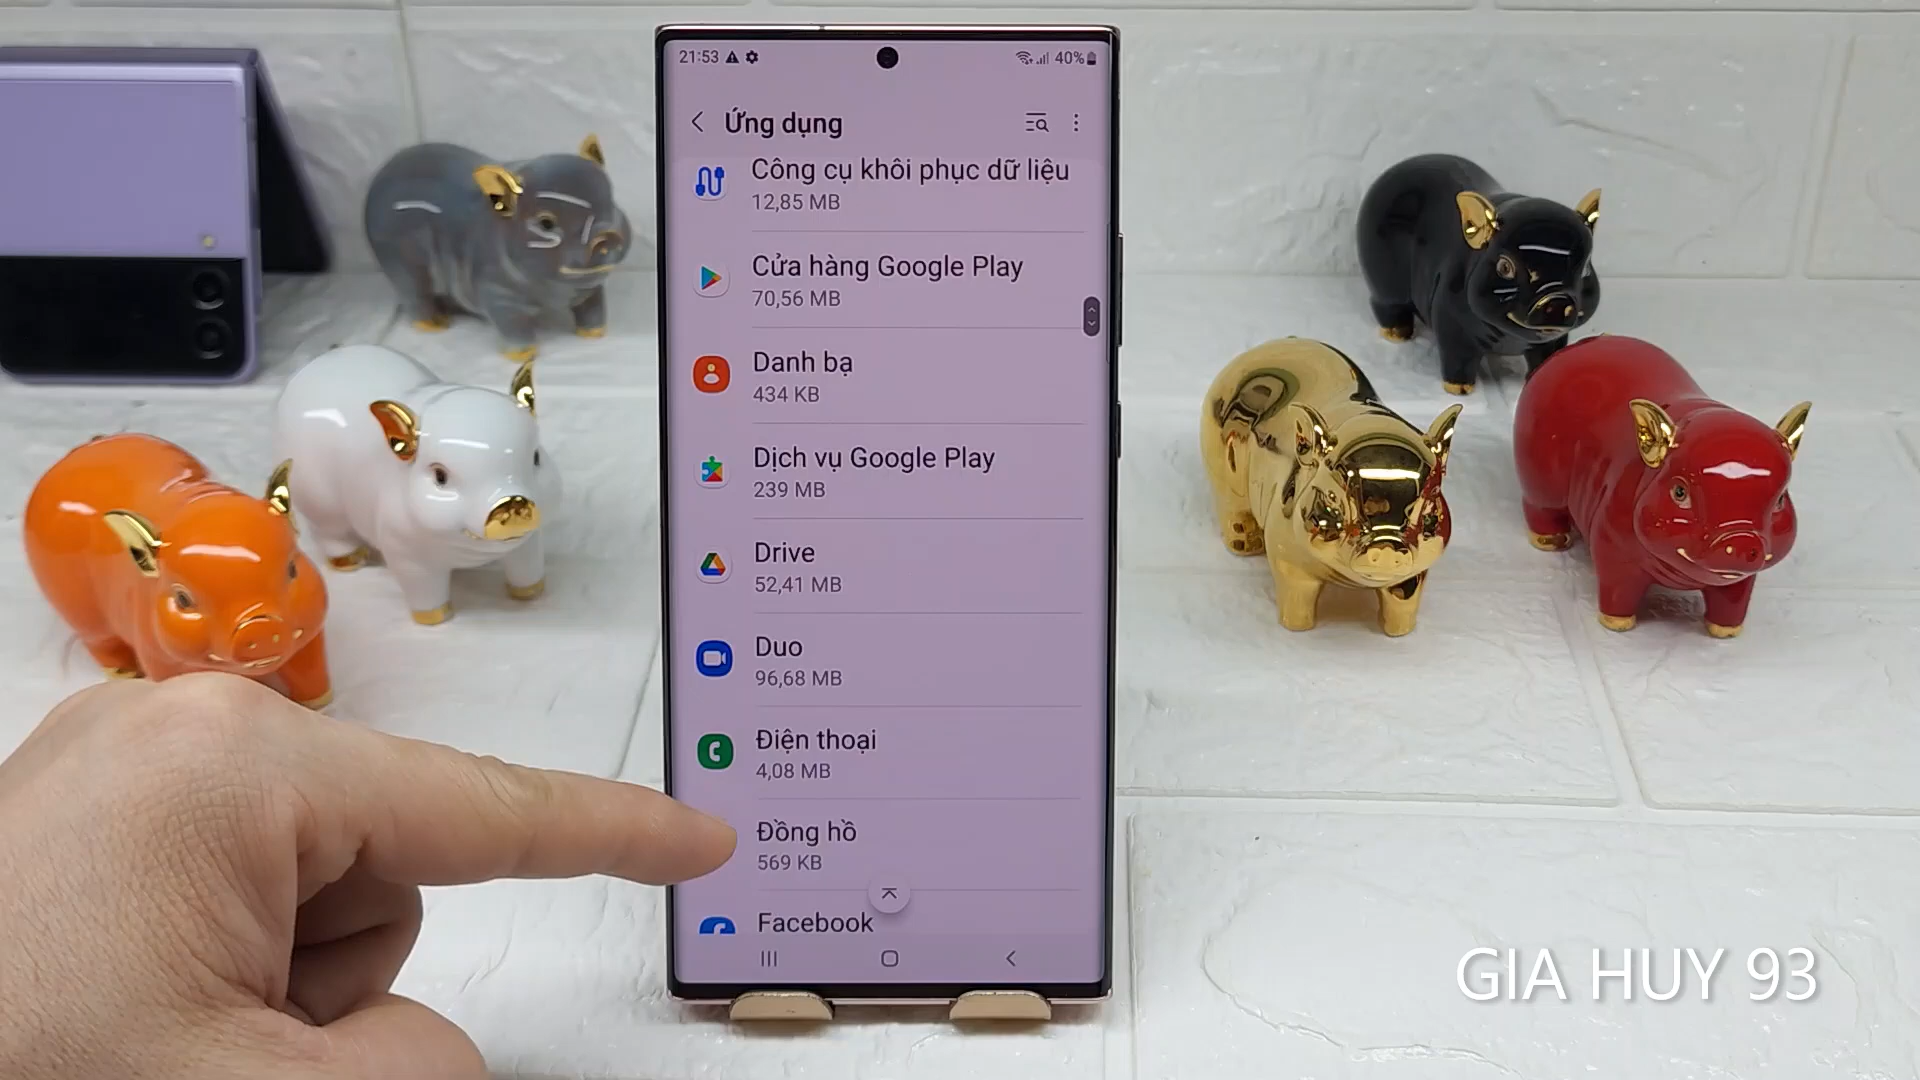 21:53
40%
Ứng dụng
Công cụ khôi phục dữ liệu
12,85 MB
Cửa hàng Google Play
70,56 MB
Danh bạ
434 KB
Dịch vụ Google Play
239 MB
Drive
52,41 MB
Duo
96,68 MB
Điện thoại
4,08 MB
Đồng hồ
569 KB
Facebook
GIA HUY 93